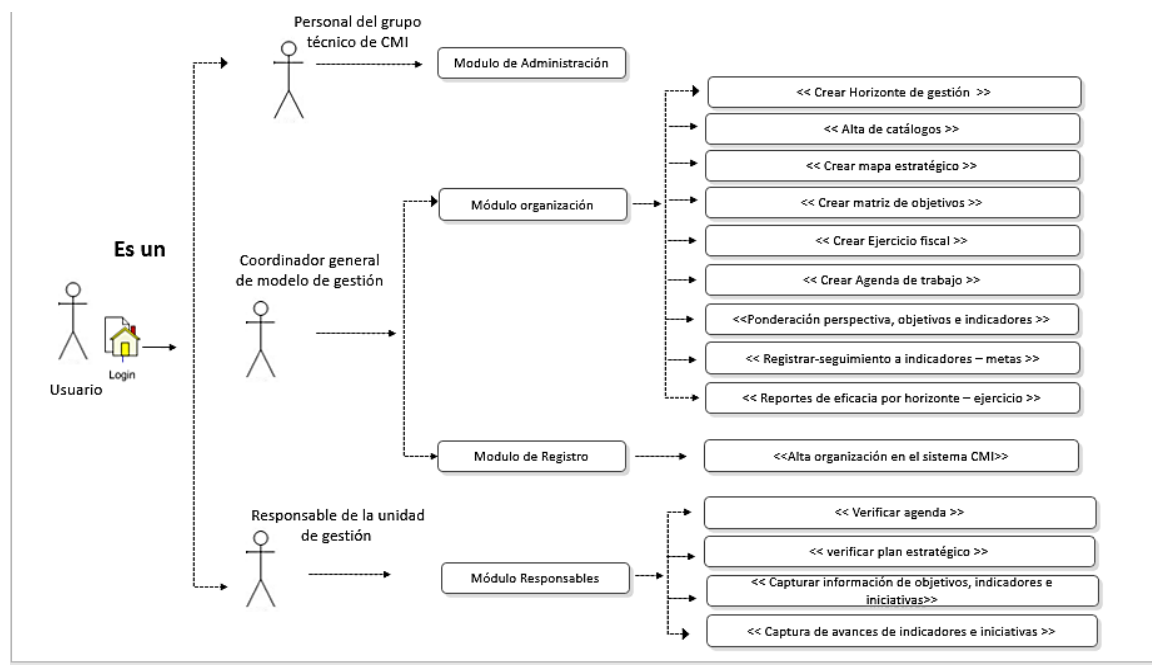 Personal del grupo
técnico de CMI
Modulo de Administración
<< Crear Horizonte de gestión >>
<< Alta de catálogos >>
<< Crear mapa estratégico >>
Módulo organización
<< Crear matriz de objetivos >>
<< Crear Ejercicio fiscal >>
Es un
Coordinador general
de modelo de gestión
<< Crear Agenda de trabajo >>
<<Ponderación perspectiva, objetivos e indicadores >>
<< Registrar-seguimiento a indicadores – metas >>
Login
Usuario
<< Reportes de eficacia por horizonte – ejercicio >>
Modulo de Registro
<<Alta organización en el sistema CMI>>
Responsable de la unidad
de gestión
<< Verificar agenda >>
<< verificar plan estratégico >>
Módulo Responsables
<< Capturar información de objetivos, indicadores e
iniciativas>>
<< Captura de avances de indicadores e iniciativas >>